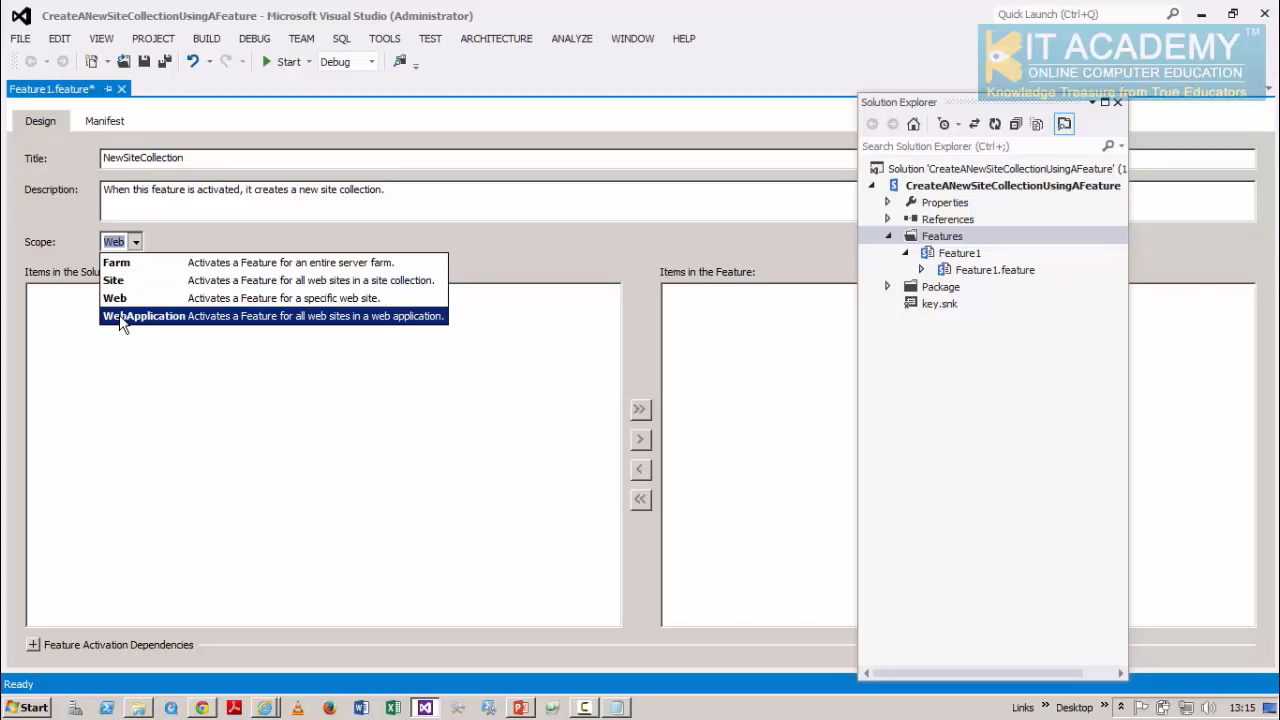 CreateANewSiteCollectionUsingAFeature - Microsoft Visual Studio (Administrator)
Quick Launch (Ctrl+Q)
FILE EDIT VIEW PROJECT BUILD DEBUG TEAM SQL TOOLS TEST ARCHITECTURE ANALYZE WINDOW HELP
KIT ACADEMY TM
ONLINE COMPUTER EDUCATION
Knowledge Treasure from True Educators
Start Debug
Feature1.feature*
Design Manifest
Title: NewSiteCollection
Description: When this feature is activated, it creates a new site collection.
Scope: Web
Farm Activates a Feature for an entire server farm.
Site Activates a Feature for all web sites in a site collection.
Web Activates a Feature for a specific web site.
WebApplication Activates a Feature for all web sites in a web application.
Items in the Solu
Items in the Feature:
Feature Activation Dependencies
Solution Explorer
Search Solution Explorer (Ctrl+;)
Solution 'CreateANewSiteCollectionUsingAFeature' (1
CreateANewSiteCollectionUsingAFeature
Properties
References
Features
Feature1
Feature1.feature
Package
key.snk
Ready
Start
Links Desktop 13:15